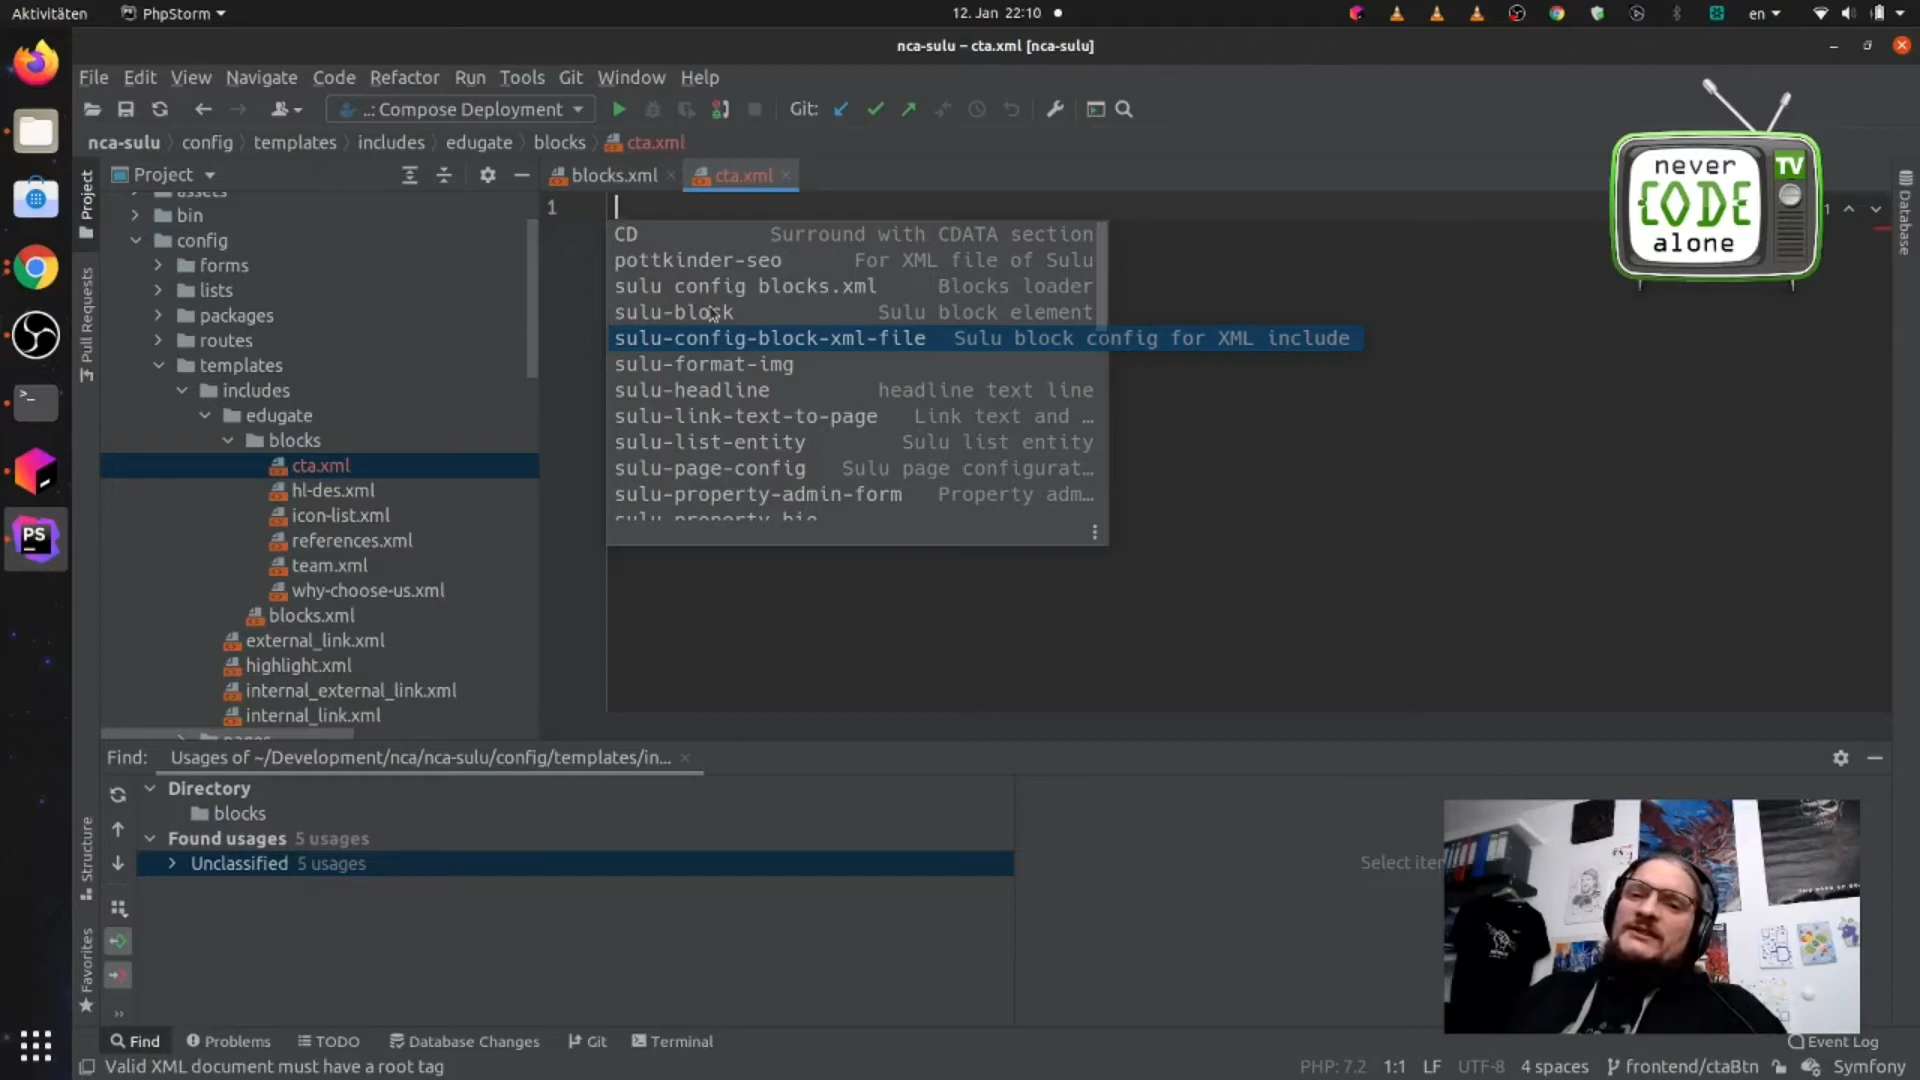 Aktivitäten
PhpStorm
12. Jan 22:10
en
nca-sulu – cta.xml [nca-sulu]
File Edit View Navigate Code Refactor Run Tools Git Window Help
..: Compose Deployment
Git:
nca-sulu config templates includes edugate blocks cta.xml
Project
blocks.xml
cta.xml
never
TV
{CODE}
alone
Project
Pull Requests
Structure
Favorites
Database
bin
config
forms
lists
packages
routes
templates
includes
edugate
blocks
cta.xml
hl-des.xml
icon-list.xml
references.xml
team.xml
why-choose-us.xml
blocks.xml
external_link.xml
highlight.xml
internal_external_link.xml
internal_link.xml
1
1
CD Surround with CDATA section
pottkinder-seo For XML file of Sulu
sulu config blocks.xml Blocks loader
sulu-block Sulu block element
sulu-config-block-xml-file Sulu block config for XML include
sulu-format-img
sulu-headline headline text line
sulu-link-text-to-page Link text and …
sulu-list-entity Sulu list entity
sulu-page-config Sulu page configurat…
sulu-property-admin-form Property adm…
PS
Find: Usages of ~/Development/nca/nca-sulu/config/templates/in...
Directory
blocks
Found usages 5 usages
Unclassified 5 usages
Select
Find Problems TODO Database Changes Git Terminal
Event Log
Valid XML document must have a root tag
PHP: 7.2 1:1 LF UTF-8 4 spaces frontend/ctaBtn Symfony